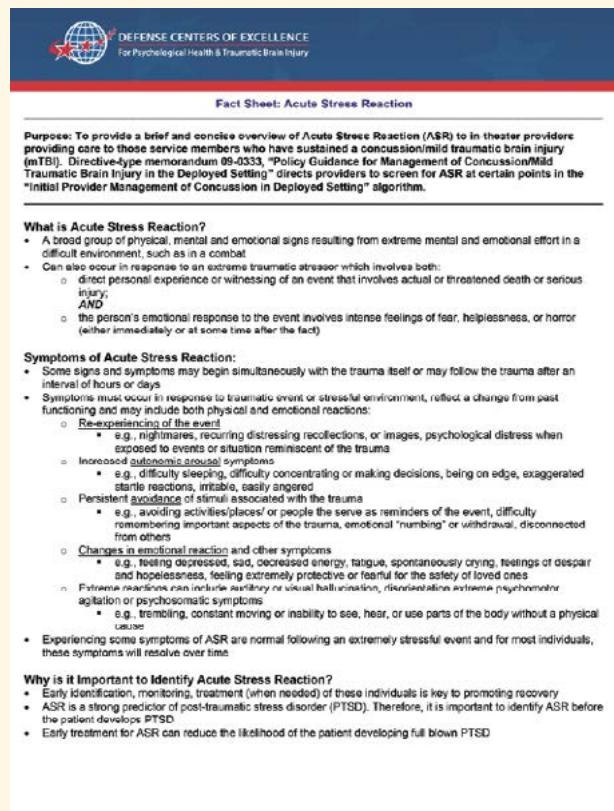 DEFENSE CENTERS OF EXCELLENCE
For Psychological Health & Traumatic Brain Injury
Fact Sheet: Acute Stress Reaction
Purpose: To provide a brief and concise overview of Acute Stress Reaction (ASR) to in theater providers
providing care to those service members who have sustained a concussion/mild traumatic brain injury
(mTBI). Directive-type memorandum 09-0333, "Policy Guidance for Management of Concussion/Mild
Traumatic Brain Injury in the Deployed Setting" directs providers to screen for ASR at certain points in the
"Initial Provider Management of Concussion in Deployed Setting" algorithm.
What is Acute Stress Reaction?
• A broad group of physical, mental and emotional signs resulting from extreme mental and emotional effort in a
difficult environment, such as in a combat
• Can also occur in response to an extreme traumatic stressor which involves both:
o direct personal experience or witnessing of an event that involves actual or threatened death or serious
injury;
AND
o the person's emotional response to the event involves intense feelings of fear, helplessness, or horror
(either immediately or at some time after the fact)
Symptoms of Acute Stress Reaction:
• Some signs and symptoms may begin simultaneously with the trauma itself or may follow the trauma after an
interval of hours or days
• Symptoms must occur in response to traumatic event or stressful environment, reflect a change from past
functioning and may include both physical and emotional reactions:
o Re-experiencing of the event
▪ e.g., nightmares, recurring distressing recollections, or images, psychological distress when
exposed to events or situation reminiscent of the trauma
o Increased autonomic arousal symptoms
▪ e.g., difficulty sleeping, difficulty concentrating or making decisions, being on edge, exaggerated
startle reactions, irritable, easily angered
o Persistent avoidance of stimuli associated with the trauma
▪ e.g., avoiding activities/places/ or people the serve as reminders of the event, difficulty
remembering important aspects of the trauma, emotional "numbing" or withdrawal, disconnected
from others
o Changes in emotional reaction and other symptoms
▪ e.g., feeling depressed, sad, decreased energy, fatigue, spontaneously crying, feelings of despair
and hopelessness, feeling extremely protective or fearful for the safety of loved ones
o Extreme reactions can include auditory or visual hallucination, disorientation extreme psychomotor
agitation or psychosomatic symptoms
▪ e.g., trembling, constant moving or inability to see, hear, or use parts of the body without a physical
cause
• Experiencing some symptoms of ASR are normal following an extremely stressful event and for most individuals,
these symptoms will resolve over time
Why is it Important to Identify Acute Stress Reaction?
• Early identification, monitoring, treatment (when needed) of these individuals is key to promoting recovery
• ASR is a strong predictor of post-traumatic stress disorder (PTSD). Therefore, it is important to identify ASR before
the patient develops PTSD
• Early treatment for ASR can reduce the likelihood of the patient developing full blown PTSD